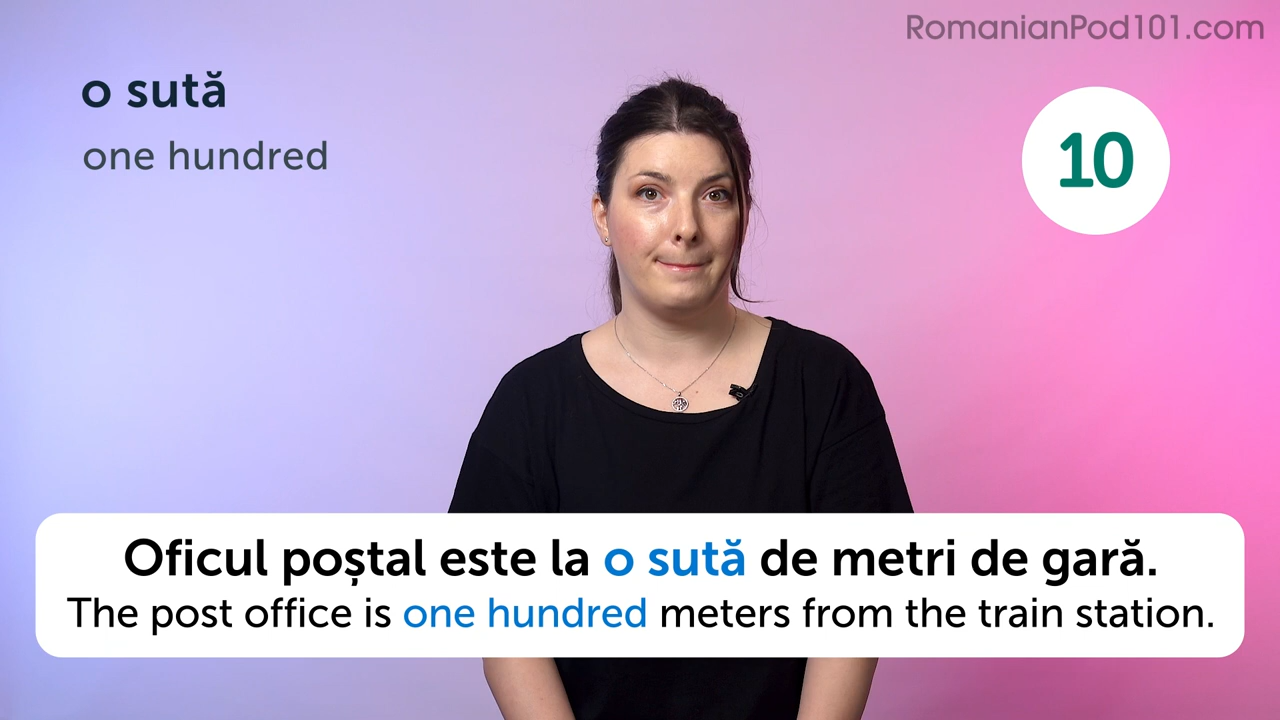 RomanianPod101.com
o sută
one hundred
10
Oficul poștal este la o sută de metri de gară.
The post office is one hundred meters from the train station.